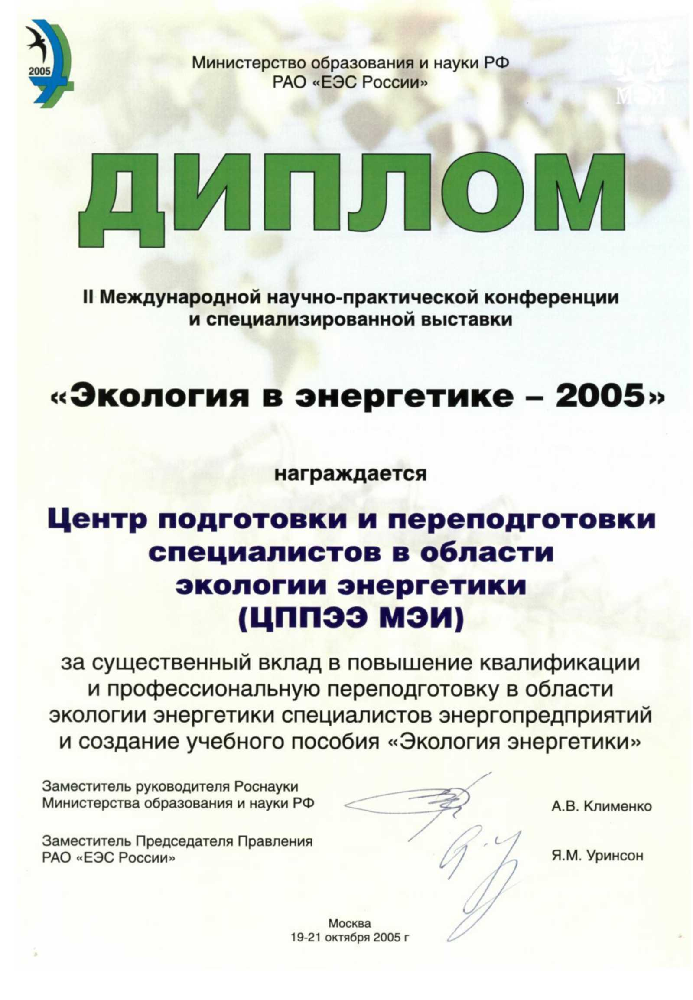 2005
75
МЭИ
Министерство образования и науки РФ
РАО «ЕЭС России»
ДИПЛОМ
II Международной научно-практической конференции
и специализированной выставки
«Экология в энергетике – 2005»
награждается
Центр подготовки и переподготовки
специалистов в области
экологии энергетики
(ЦППЭЭ МЭИ)
за существенный вклад в повышение квалификации
и профессиональную переподготовку в области
экологии энергетики специалистов энергопредприятий
и создание учебного пособия «Экология энергетики»
Заместитель руководителя Роснауки
Министерства образования и науки РФ
А.В. Клименко
Заместитель Председателя Правления
РАО «ЕЭС России»
Я.М. Уринсон
Москва
19-21 октября 2005 г